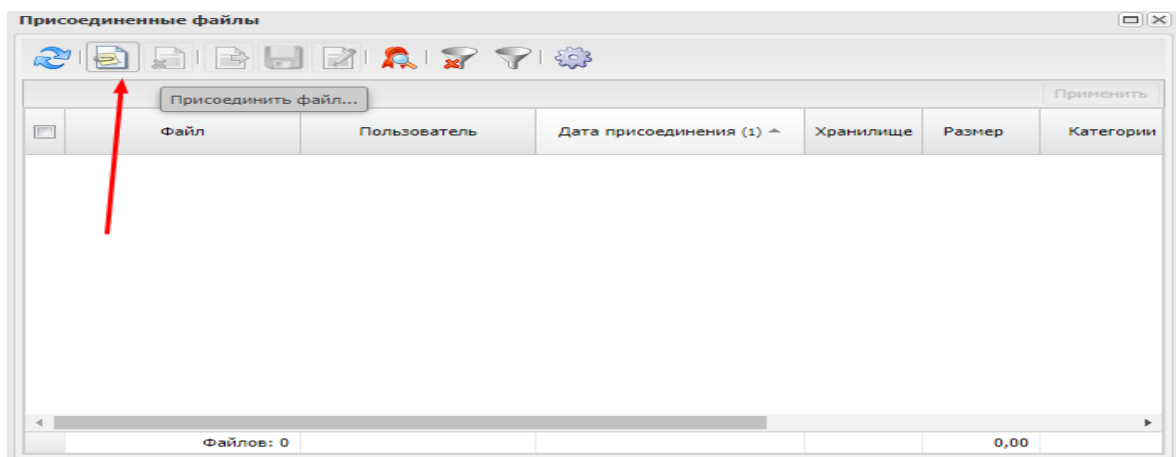 Присоединенные файлы
Присоединить файл...
Применить
Файл Пользователь Дата присоединения (1) Хранилище Размер Категории
Файлов: 0 0,00